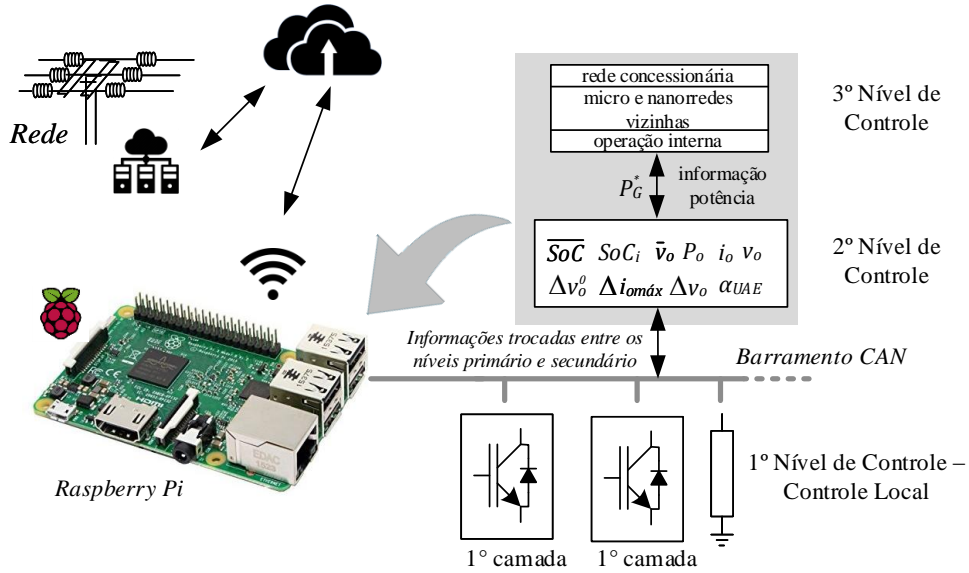 rede concessionária
micro e nanorredes
vizinhas
operação interna
3º Nível de
Controle
Rede
P*G
informação
potência
SoC SoCi v̄o Po io vo
Δvo⁰ Δiomáx Δvo αUAE
2º Nível de
Controle
Informações trocadas entre os
níveis primário e secundário
Barramento CAN
EDAC
Raspberry Pi
1º Nível de Controle –
Controle Local
1° camada
1° camada